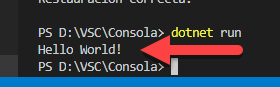 Restauración correcta.
PS D:\VSC\Consola> dotnet run
Hello World!
PS D:\VSC\Consola>